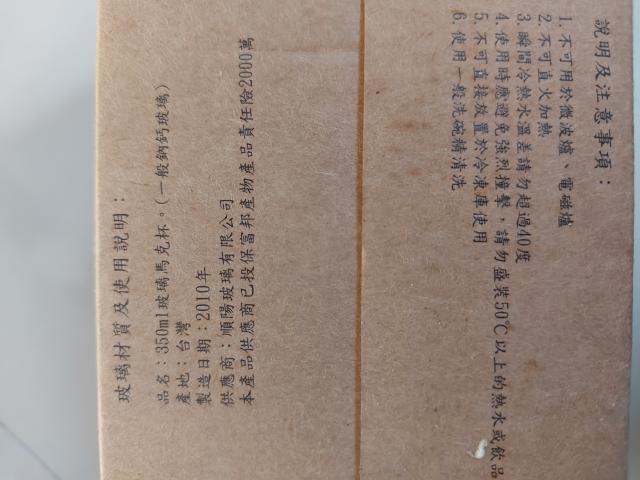 說明及注意事項：
1. 不可用於微波爐、電磁爐
2. 不可直火加熱
3. 瞬間冷熱水溫差請勿超過40度
4. 使用時應避免強烈撞擊，請勿盛裝50℃以上的熱水或飲品
5. 不可直接放置於冷凍庫使用
6. 使用一般洗碗精清洗
玻璃材質及使用說明：
品名：350ml玻璃馬克杯。(一般鈉鈣玻璃)
產地：台灣
製造日期：2010年
供應商：順陽玻璃有限公司
本產品供應商已投保富邦產物產品責任險2000萬